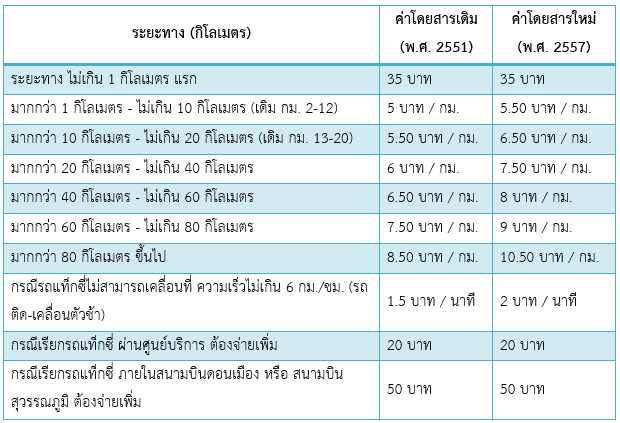 ระยะทาง (กิโลเมตร) ค่าโดยสารเดิม (พ.ศ. 2551) ค่าโดยสารใหม่ (พ.ศ. 2557)
ระยะทาง ไม่เกิน 1 กิโลเมตร แรก 35 บาท 35 บาท
มากกว่า 1 กิโลเมตร - ไม่เกิน 10 กิโลเมตร (เดิม กม. 2-12) 5 บาท / กม. 5.50 บาท / กม.
มากกว่า 10 กิโลเมตร - ไม่เกิน 20 กิโลเมตร (เดิม กม. 13-20) 5.50 บาท / กม. 6.50 บาท / กม.
มากกว่า 20 กิโลเมตร - ไม่เกิน 40 กิโลเมตร 6 บาท / กม. 7.50 บาท / กม.
มากกว่า 40 กิโลเมตร - ไม่เกิน 60 กิโลเมตร 6.50 บาท / กม. 8 บาท / กม.
มากกว่า 60 กิโลเมตร - ไม่เกิน 80 กิโลเมตร 7.50 บาท / กม. 9 บาท / กม.
มากกว่า 80 กิโลเมตร ขึ้นไป 8.50 บาท / กม. 10.50 บาท / กม.
กรณีรถแท็กซี่ไม่สามารถเคลื่อนที่ ความเร็วไม่เกิน 6 กม./ชม. (รถ
ติด-เคลื่อนตัวช้า) 1.5 บาท / นาที 2 บาท / นาที
กรณีเรียกรถแท็กซี่ ผ่านศูนย์บริการ ต้องจ่ายเพิ่ม 20 บาท 20 บาท
กรณีเรียกรถแท็กซี่ ภายในสนามบินดอนเมือง หรือ สนามบิน
สุวรรณภูมิ ต้องจ่ายเพิ่ม 50 บาท 50 บาท